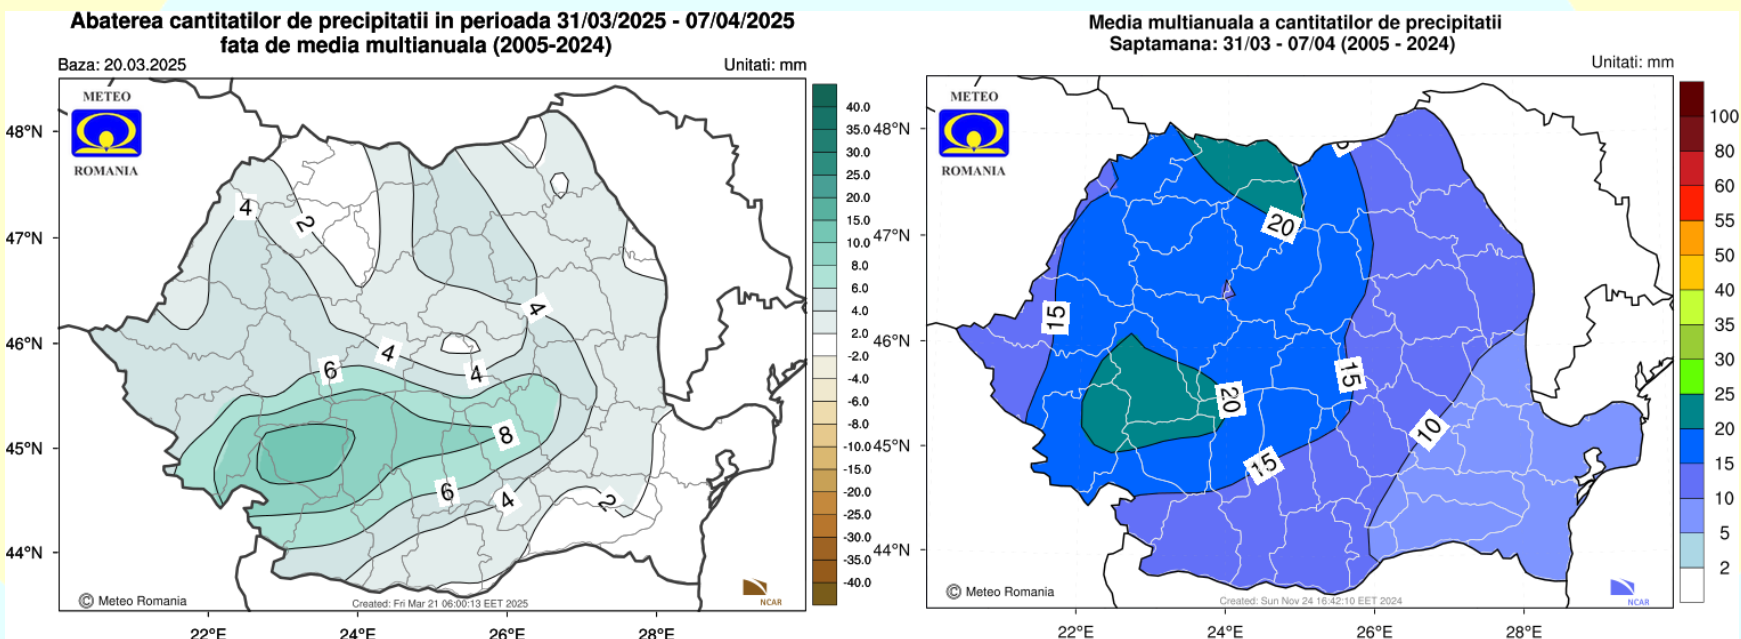 Abaterea cantitatilor de precipitatii in perioada 31/03/2025 - 07/04/2025
fata de media multianuala (2005-2024)
Baza: 20.03.2025
Unitati: mm
METEO
ROMANIA
48°N
47°N
46°N
45°N
44°N
4
2
4
4
6
4
8
6
4
2
40.0
35.0
30.0
25.0
20.0
15.0
10.0
8.0
6.0
4.0
2.0
-2.0
-4.0
-6.0
-8.0
-10.0
-15.0
-20.0
-25.0
-30.0
-35.0
-40.0
© Meteo Romania
Created: Fri Mar 21 06:00:13 EET 2025
NCAR
22°E
24°E
26°E
28°E
Media multianuala a cantitatilor de precipitatii
Saptamana: 31/03 - 07/04 (2005 - 2024)
Unitati: mm
METEO
ROMANIA
48°N
47°N
46°N
45°N
44°N
20
15
15
20
10
15
100
80
60
55
50
40
35
30
25
20
15
10
5
2
© Meteo Romania
Created: Sun Nov 24 16:42:10 EET 2024
NCAR
22°E
24°E
26°E
28°E